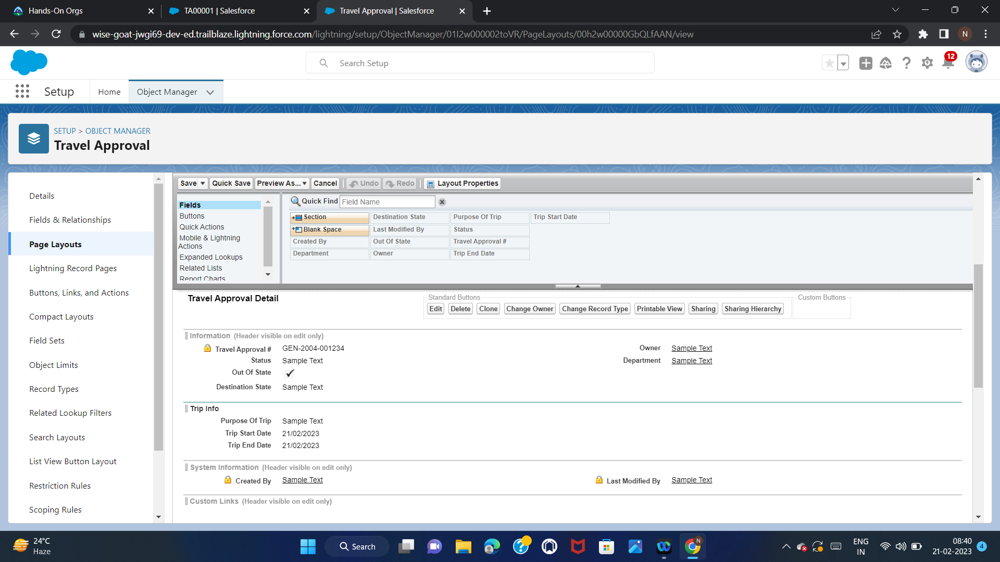 Hands-On Orgs
TA00001 | Salesforce
Travel Approval | Salesforce
wise-goat-jwgi69-dev-ed.trailblaze.lightning.force.com/lightning/setup/ObjectManager/01I2w000002toVR/PageLayouts/00h2w00000GbQLfAAN/view
N
Search Setup
12
Setup
Home
Object Manager
SETUP > OBJECT MANAGER
Travel Approval
Details
Fields & Relationships
Page Layouts
Lightning Record Pages
Buttons, Links, and Actions
Compact Layouts
Field Sets
Object Limits
Record Types
Related Lookup Filters
Search Layouts
List View Button Layout
Restriction Rules
Scoping Rules
Save Quick Save Preview As... Cancel Undo Redo Layout Properties
Fields
Buttons
Quick Actions
Mobile & Lightning
Actions
Expanded Lookups
Related Lists
Report Charts
Quick Find Field Name
Section Destination State Purpose Of Trip Trip Start Date
Blank Space Last Modified By Status
Created By Out Of State Travel Approval #
Department Owner Trip End Date
Travel Approval Detail
Standard Buttons
Edit Delete Clone Change Owner Change Record Type Printable View Sharing Sharing Hierarchy
Custom Buttons
Information (Header visible on edit only)
Travel Approval # GEN-2004-001234 Owner Sample Text
Status Sample Text Department Sample Text
Out Of State
Destination State Sample Text
Trip Info
Purpose Of Trip Sample Text
Trip Start Date 21/02/2023
Trip End Date 21/02/2023
System Information (Header visible on edit only)
Created By Sample Text Last Modified By Sample Text
Custom Links (Header visible on edit only)
24°C
Haze
Search
N
ENG
IN
08:40
21-02-2023
4